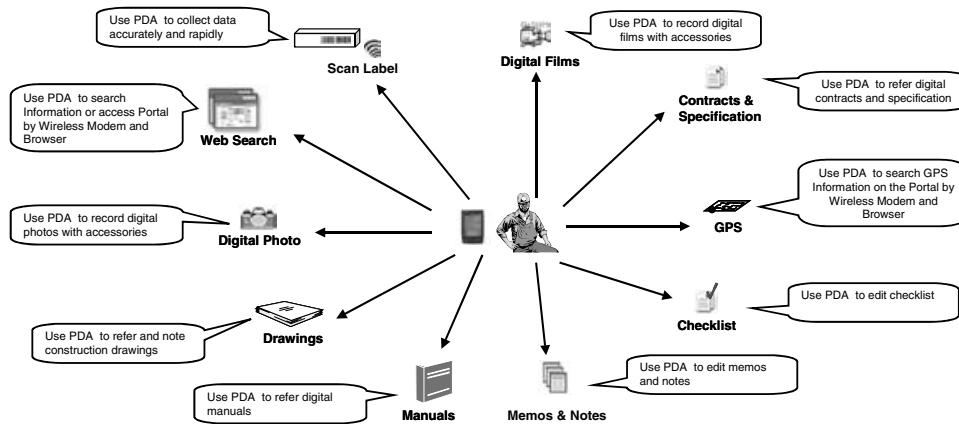 Use PDA to collect data
accurately and rapidly
Scan Label
Use PDA to record digital
films with accessories
Digital Films
Use PDA to search
Information or access Portal
by Wireless Modem and
Browser
Web Search
Contracts &
Specification
Use PDA to refer digital
contracts and specification
Use PDA to record digital
photos with accessories
Digital Photo
GPS
Use PDA to search GPS
Information on the Portal by
Wireless Modem and
Browser
Use PDA to refer and note
construction drawings
Drawings
Checklist
Use PDA to edit checklist
Use PDA to refer digital
manuals
Manuals
Memos & Notes
Use PDA to edit memos
and notes